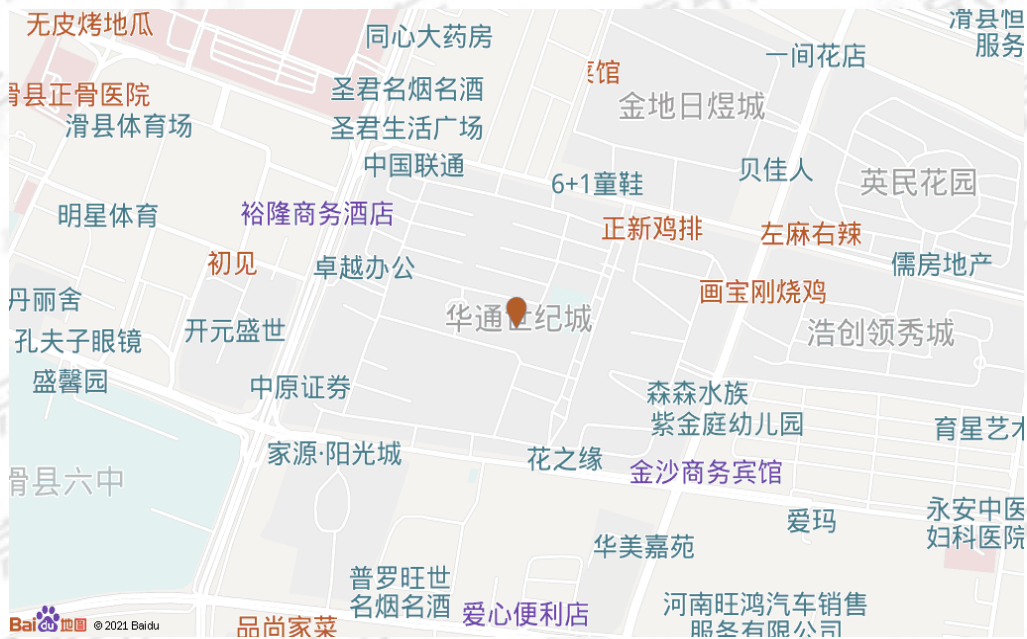 无皮烤地瓜
同心大药房
滑县恒
服务
一间花店
菜馆
滑县正骨医院
圣君名烟名酒
金地日煜城
滑县体育场
圣君生活广场
中国联通
贝佳人
6+1童鞋
英民花园
明星体育
裕隆商务酒店
正新鸡排
左麻右辣
初见
卓越办公
儒房地产
丹丽舍
画宝刚烧鸡
华通世纪城
开元盛世
浩创领秀城
孔夫子眼镜
盛馨园
中原证券
森森水族
紫金庭幼儿园
育星艺术
家源·阳光城
花之缘
金沙商务宾馆
滑县六中
爱玛
永安中医
妇科医院
华美嘉苑
普罗旺世
名烟名酒
爱心便利店
河南旺鸿汽车销售
服务有限公司
品尚家菜
Bai du 地图 © 2021 Baidu